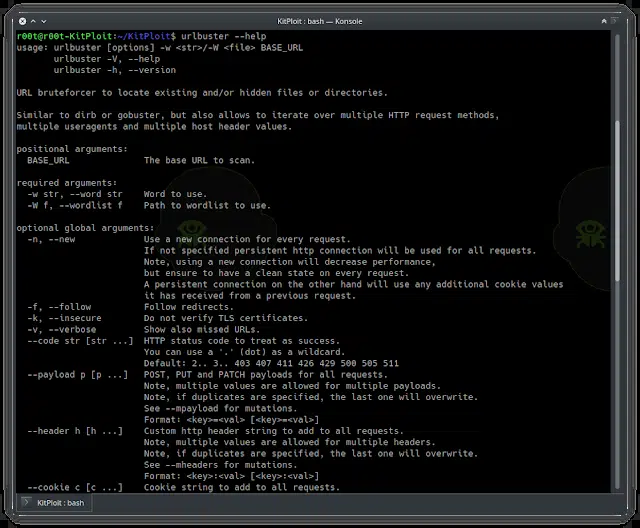 KitPloit : bash — Konsole
r00t@r00t-KitPloit:~/KitPloit$ urlbuster --help
usage: urlbuster [options] -w <str>/-W <file> BASE_URL
       urlbuster -V, --help
       urlbuster -h, --version

URL bruteforcer to locate existing and/or hidden files or directories.

Similar to dirb or gobuster, but also allows to iterate over multiple HTTP request methods,
multiple useragents and multiple host header values.

positional arguments:
  BASE_URL              The base URL to scan.

required arguments:
  -w str, --word str    Word to use.
  -W f, --wordlist f    Path to wordlist to use.

optional global arguments:
  -n, --new             Use a new connection for every request.
                        If not specified persistent http connection will be used for all requests.
                        Note, using a new connection will decrease performance,
                        but ensure to have a clean state on every request.
                        A persistent connection on the other hand will use any additional cookie values
                        it has received from a previous request.
  -f, --follow          Follow redirects.
  -k, --insecure        Do not verify TLS certificates.
  -v, --verbose         Show also missed URLs.
  --code str [str ...]  HTTP status code to treat as success.
                        You can use a '.' (dot) as a wildcard.
                        Default: 2.. 3.. 403 407 411 426 429 500 505 511
  --payload p [p ...]   POST, PUT and PATCH payloads for all requests.
                        Note, multiple values are allowed for multiple payloads.
                        Note, if duplicates are specified, the last one will overwrite.
                        See --mpayload for mutations.
                        Format: <key>=<val> [<key>=<val>]
  --header h [h ...]    Custom http header string to add to all requests.
                        Note, multiple values are allowed for multiple headers.
                        Note, if duplicates are specified, the last one will overwrite.
                        See --mheaders for mutations.
                        Format: <key>:<val> [<key>:<val>]
  --cookie c [c ...]    Cookie string to add to all requests.
KitPloit : bash